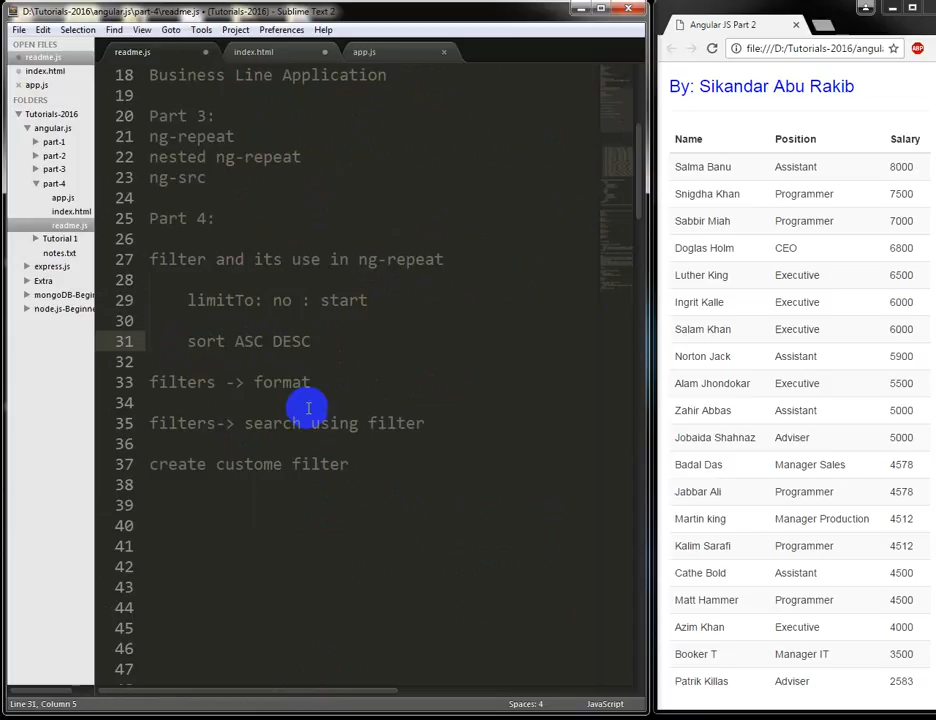 D:\Tutorials-2016\angular.js\part-4\readme.js • (Tutorials-2016) - Sublime Text 2
File Edit Selection Find View Goto Tools Project Preferences Help
OPEN FILES
readme.js
index.html
app.js
FOLDERS
Tutorials-2016
angular.js
part-1
part-2
part-3
part-4
app.js
index.html
readme.js
Tutorial 1
notes.txt
express.js
Extra
mongoDB-Begin
node.js-Beginne
readme.js index.html app.js
18 Business Line Application
19
20 Part 3:
21 ng-repeat
22 nested ng-repeat
23 ng-src
24
25 Part 4:
26
27 filter and its use in ng-repeat
28
29 limitTo: no : start
30
31 sort ASC DESC
32
33 filters -> format
34
35 filters-> search using filter
36
37 create custome filter
38
39
40
41
42
43
44
45
46
47
Line 31, Column 5 Spaces: 4 JavaScript
Angular JS Part 2
file:///D:/Tutorials-2016/angula
ABP
By: Sikandar Abu Rakib
Name Position Salary
Salma Banu Assistant 8000
Snigdha Khan Programmer 7500
Sabbir Miah Programmer 7000
Doglas Holm CEO 6800
Luther King Executive 6500
Ingrit Kalle Executive 6000
Salam Khan Executive 6000
Norton Jack Assistant 5900
Alam Jhondokar Executive 5500
Zahir Abbas Assistant 5000
Jobaida Shahnaz Adviser 5000
Badal Das Manager Sales 4578
Jabbar Ali Programmer 4578
Martin king Manager Production 4512
Kalim Sarafi Programmer 4512
Cathe Bold Assistant 4500
Matt Hammer Programmer 4500
Azim Khan Executive 4000
Booker T Manager IT 3500
Patrik Killas Adviser 2583